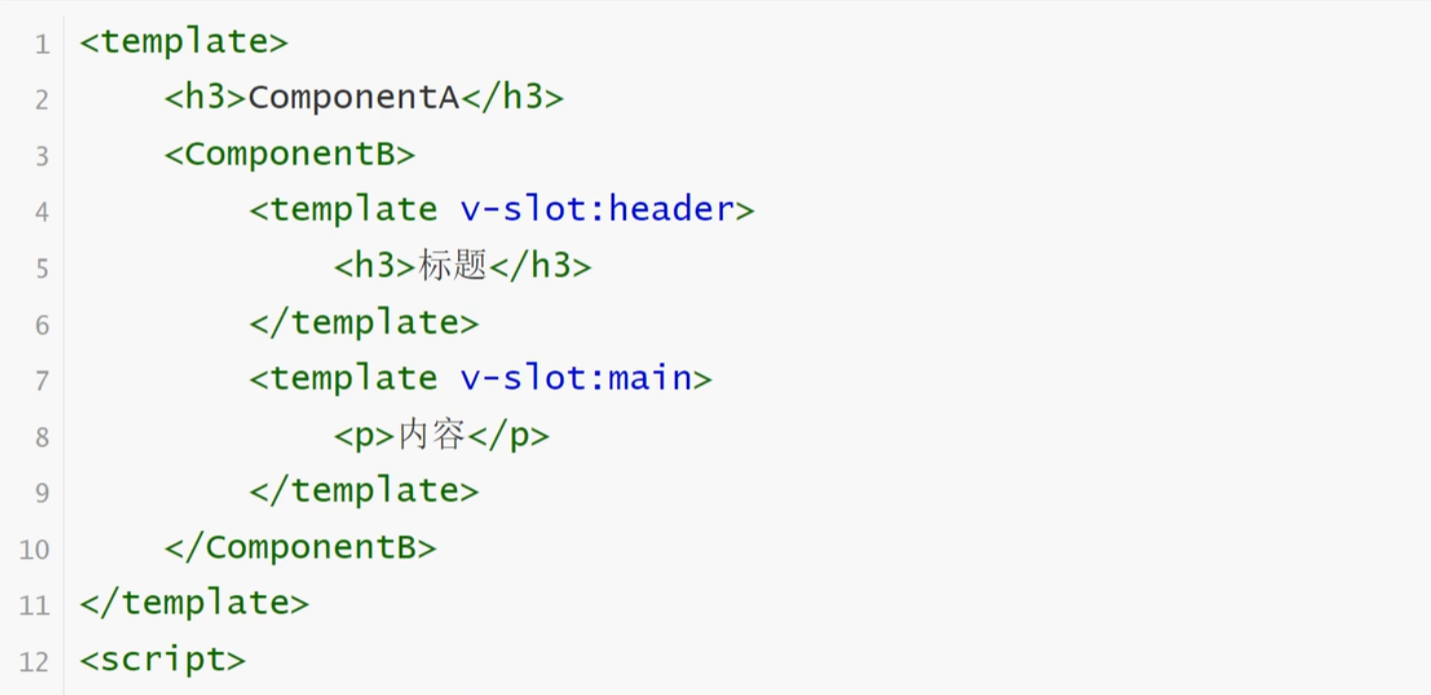 1 <template>
2     <h3>ComponentA</h3>
3     <ComponentB>
4         <template v-slot:header>
5             <h3>标题</h3>
6         </template>
7         <template v-slot:main>
8             <p>内容</p>
9         </template>
10     </ComponentB>
11 </template>
12 <script>